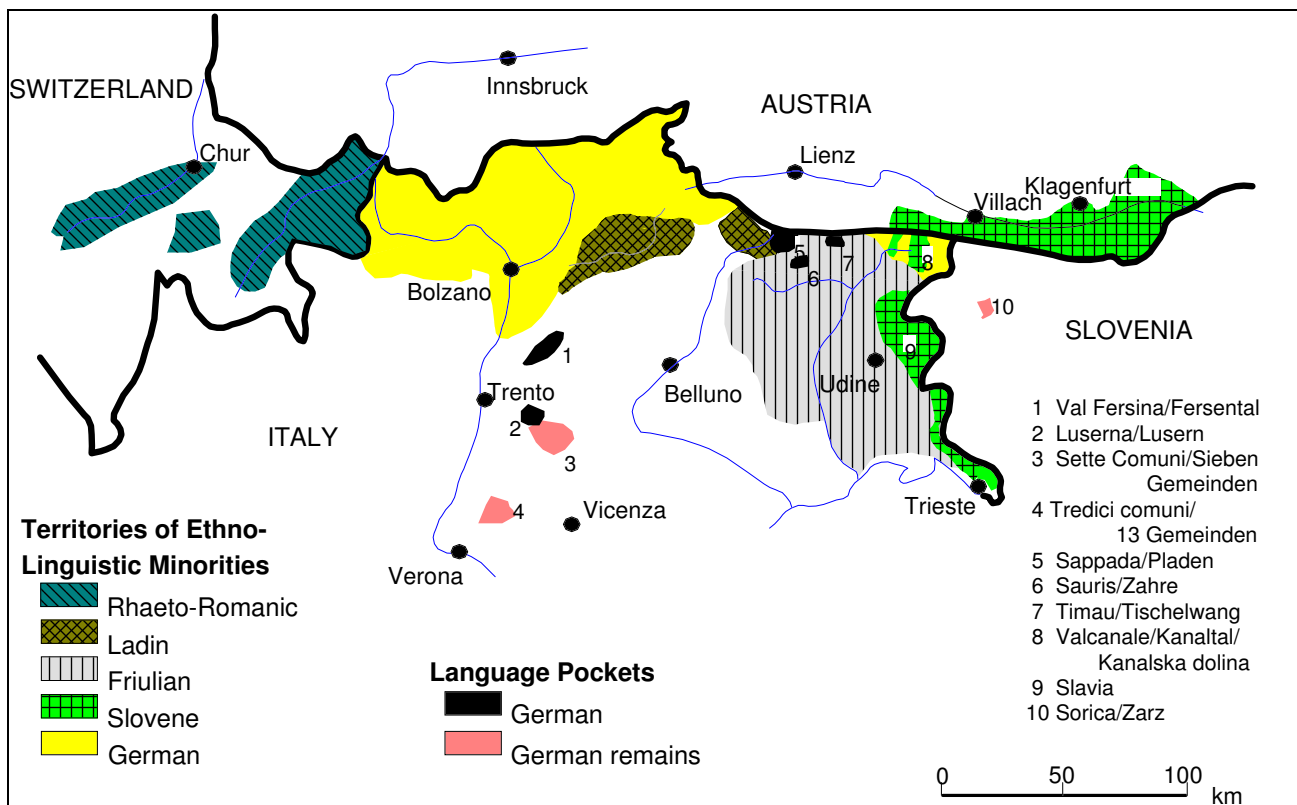 SWITZERLAND
Innsbruck
AUSTRIA
Chur
Lienz
Klagenfurt
Villach
Bolzano
5
7
6
8
10
SLOVENIA
1
9
Trento
Belluno
Udine
ITALY
2
3
4
Vicenza
Trieste
Verona
1 Val Fersina/Fersental
2 Luserna/Lusern
3 Sette Comuni/Sieben
Gemeinden
4 Tredici comuni/
13 Gemeinden
5 Sappada/Pladen
6 Sauris/Zahre
7 Timau/Tischelwang
8 Valcanale/Kanaltal/
Kanalska dolina
9 Slavia
10 Sorica/Zarz
Territories of Ethno-
Linguistic Minorities
Rhaeto-Romanic
Ladin
Friulian
Slovene
German
Language Pockets
German
German remains
0 50 100
km